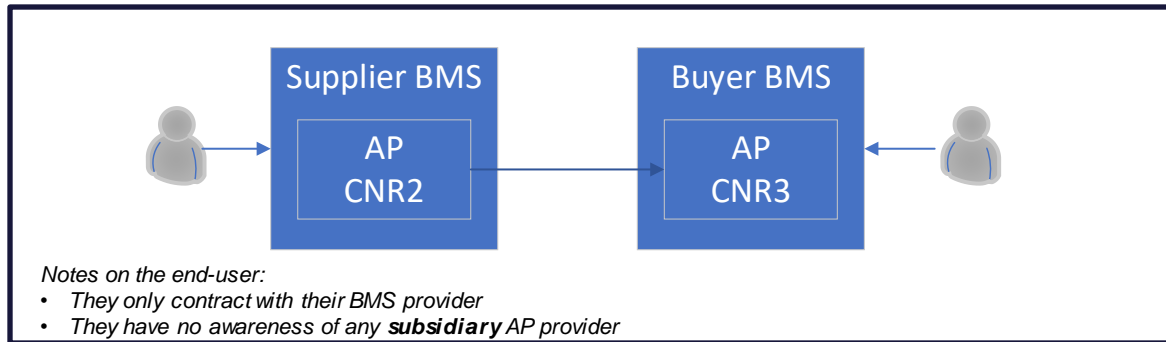 Supplier BMS
Buyer BMS
AP
CNR2
AP
CNR3
Notes on the end-user:
• They only contract with their BMS provider
• They have no awareness of any subsidiary AP provider